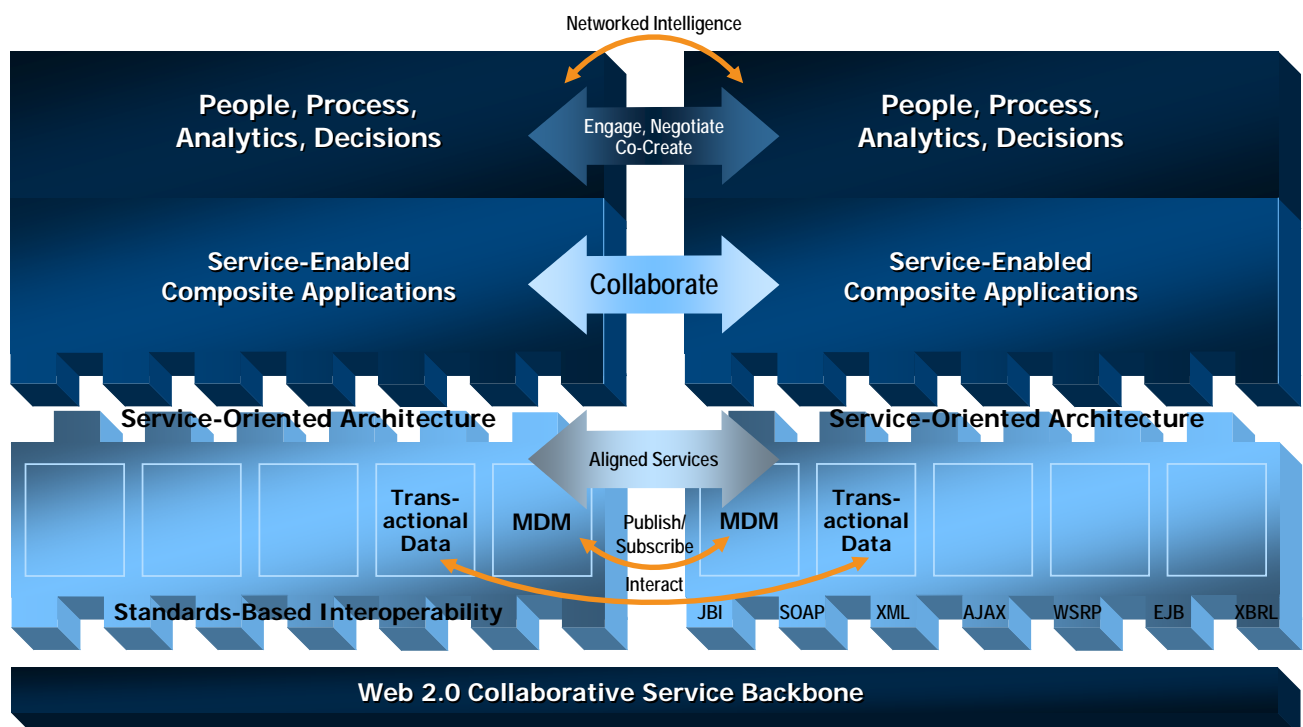 Networked Intelligence
People, Process,
Analytics, Decisions
Engage, Negotiate
Co-Create
People, Process,
Analytics, Decisions
Service-Enabled
Composite Applications
Collaborate
Service-Enabled
Composite Applications
Service-Oriented Architecture
Service-Oriented Architecture
Aligned Services
Trans-
actional
Data
MDM
Publish/
Subscribe
MDM
Trans-
actional
Data
Interact
Standards-Based Interoperability
JBI SOAP XML AJAX WSRP EJB XBRL
Web 2.0 Collaborative Service Backbone